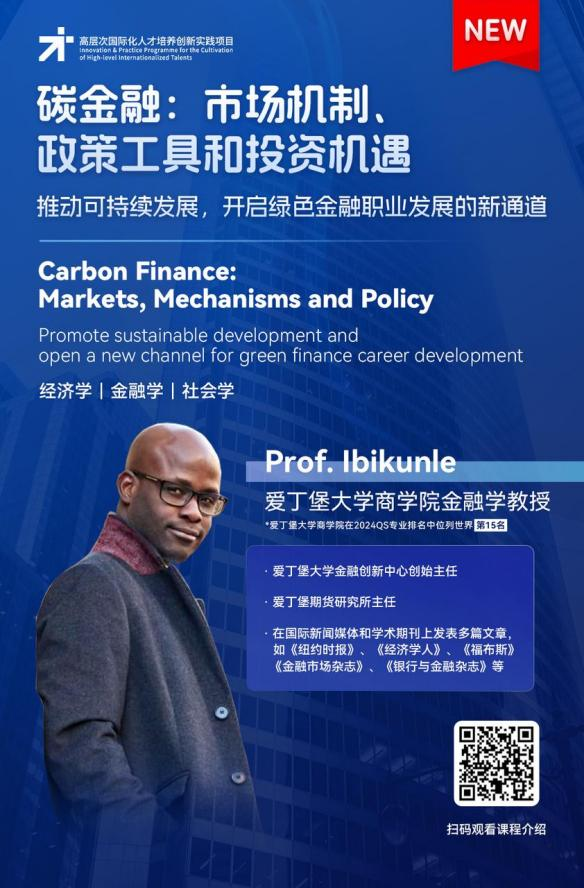 NEW
高层次国际化人才培养创新实践项目
Innovation & Practice Programme for the Cultivation
of High-level Internationalized Talents
碳金融：市场机制、
政策工具和投资机遇
推动可持续发展，开启绿色金融职业发展的新通道
Carbon Finance:
Markets, Mechanisms and Policy
Promote sustainable development and
open a new channel for green finance career development
经济学 | 金融学 | 社会学
Prof. Ibikunle
爱丁堡大学商学院金融学教授
*爱丁堡大学商学院在2024QS专业排名中位列世界 第15名
· 爱丁堡大学金融创新中心创始主任
· 爱丁堡期货研究所主任
· 在国际新闻媒体和学术期刊上发表多篇文章，
如《纽约时报》、《经济学人》、《福布斯》
《金融市场杂志》、《银行与金融杂志》等
扫码观看课程介绍